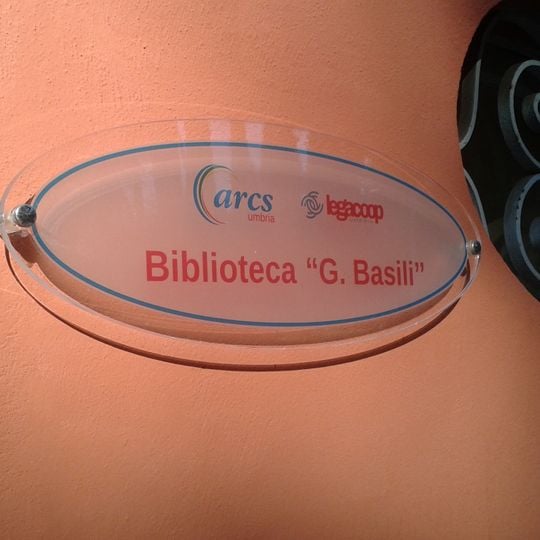 arcs legacoop
umbria
Biblioteca “G. Basili”